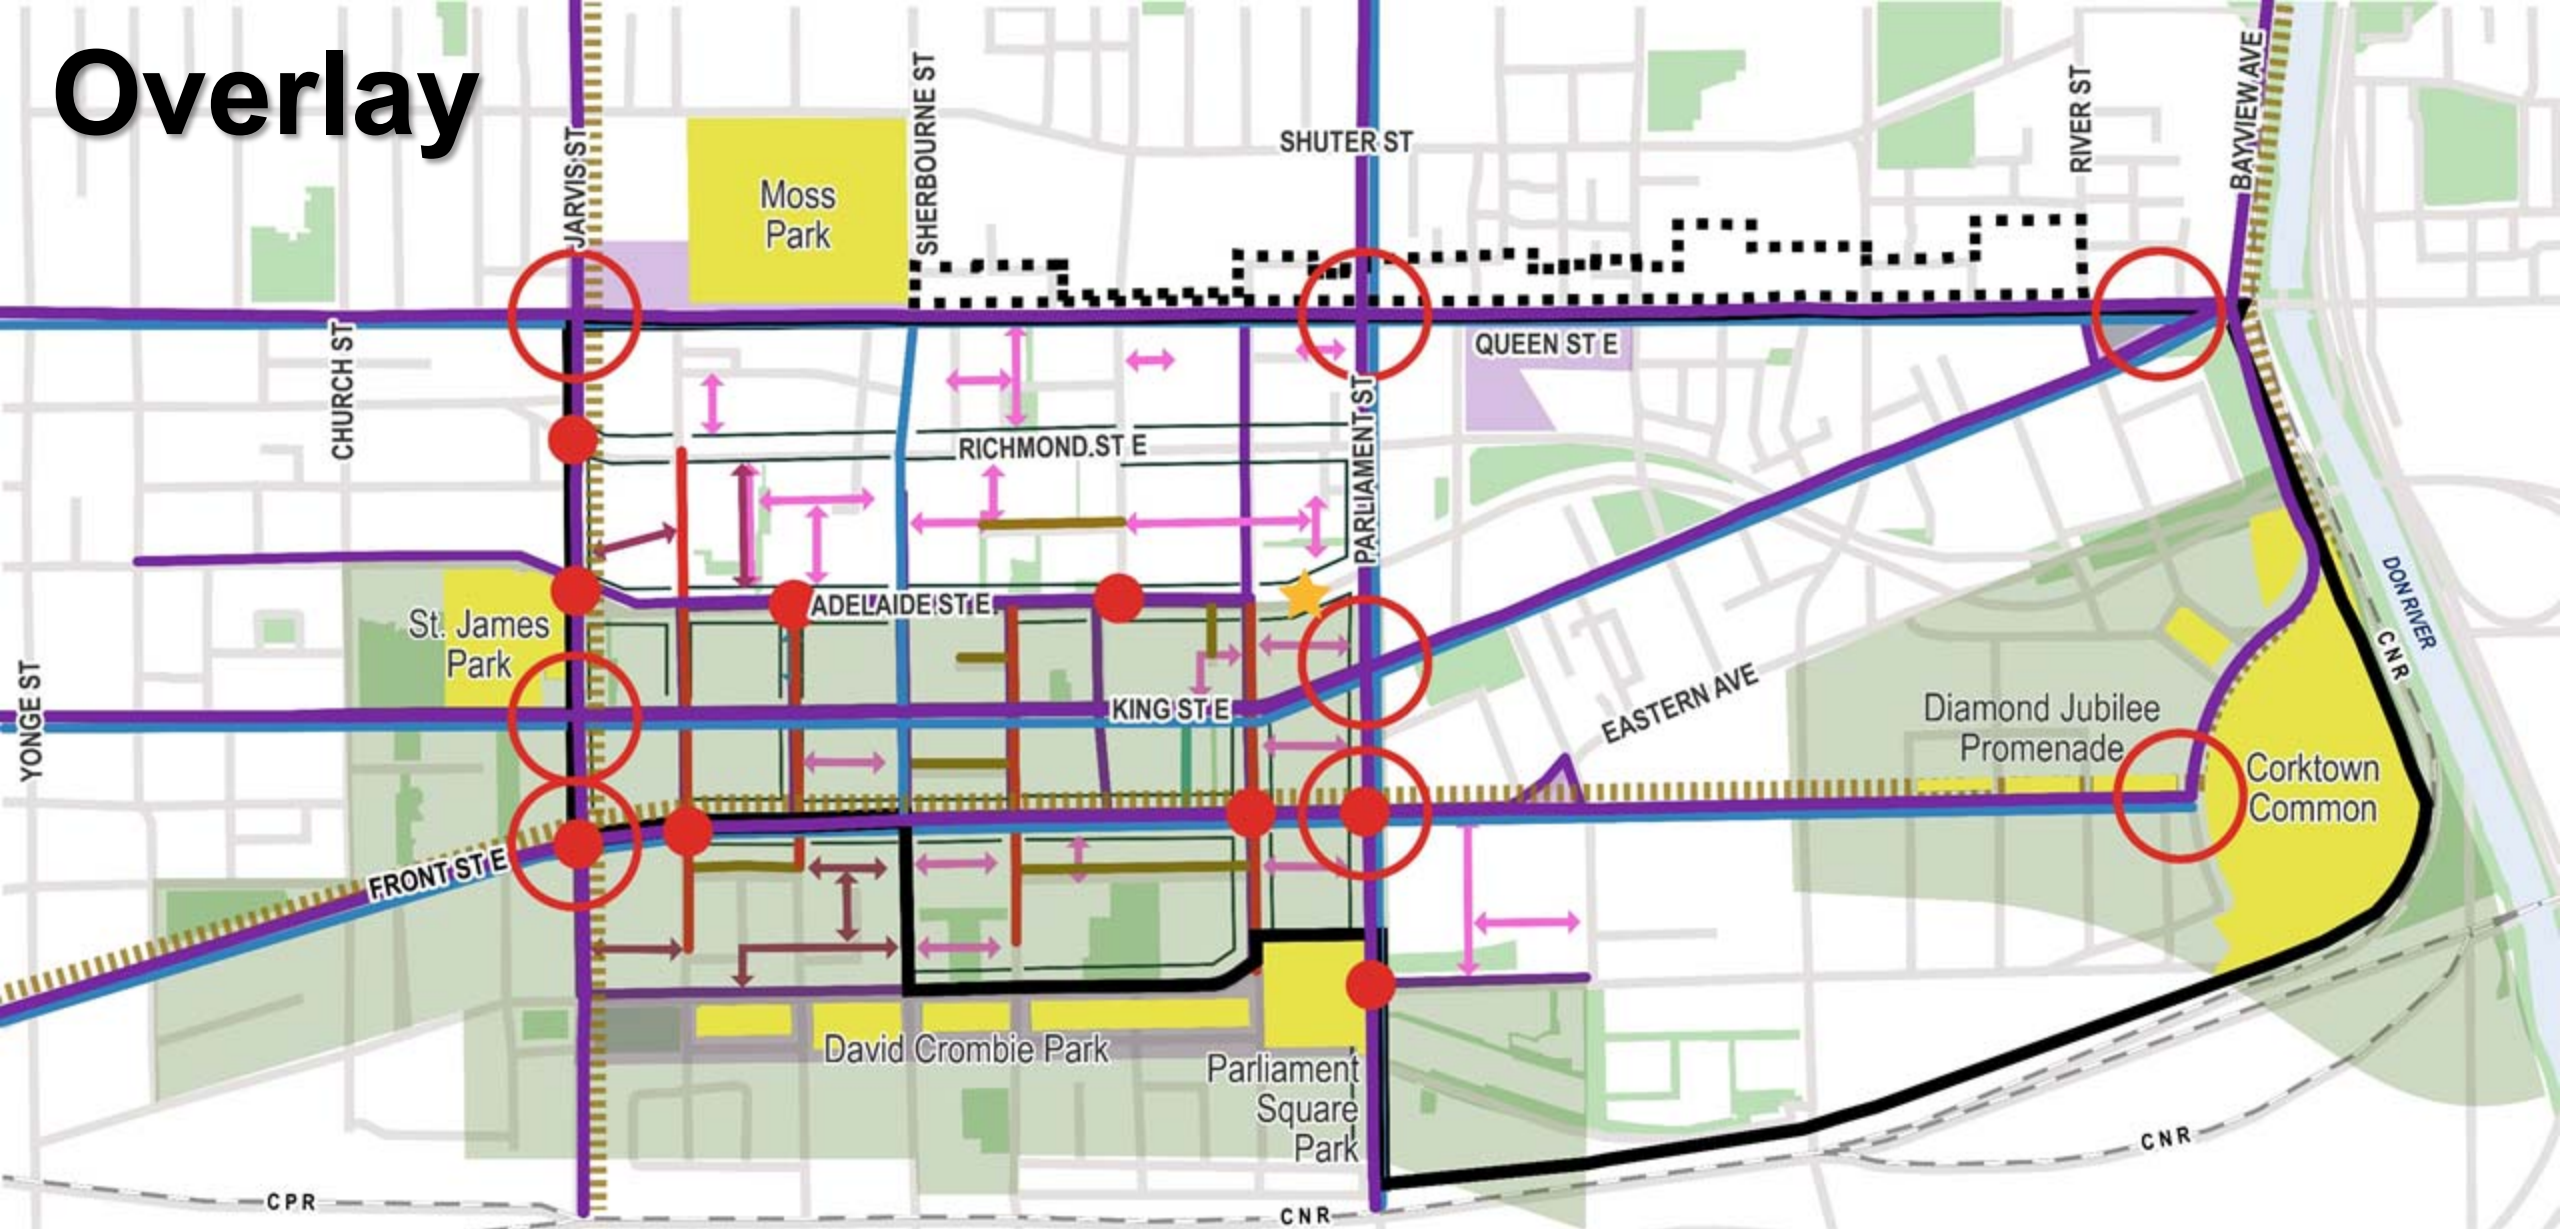 Overlay
JARVIS ST
SHERBOURNE ST
SHUTER ST
RIVER ST
BAYVIEW AVE
Moss
Park
CHURCH ST
QUEEN ST E
RICHMOND ST E
PARLIAMENT ST
ADELAIDE ST E
St. James
Park
YONGE ST
KING ST E
EASTERN AVE
DON RIVER
CNR
Diamond Jubilee
Promenade
Corktown
Common
FRONT ST E
David Crombie Park
Parliament
Square
Park
CPR
CNR
CNR